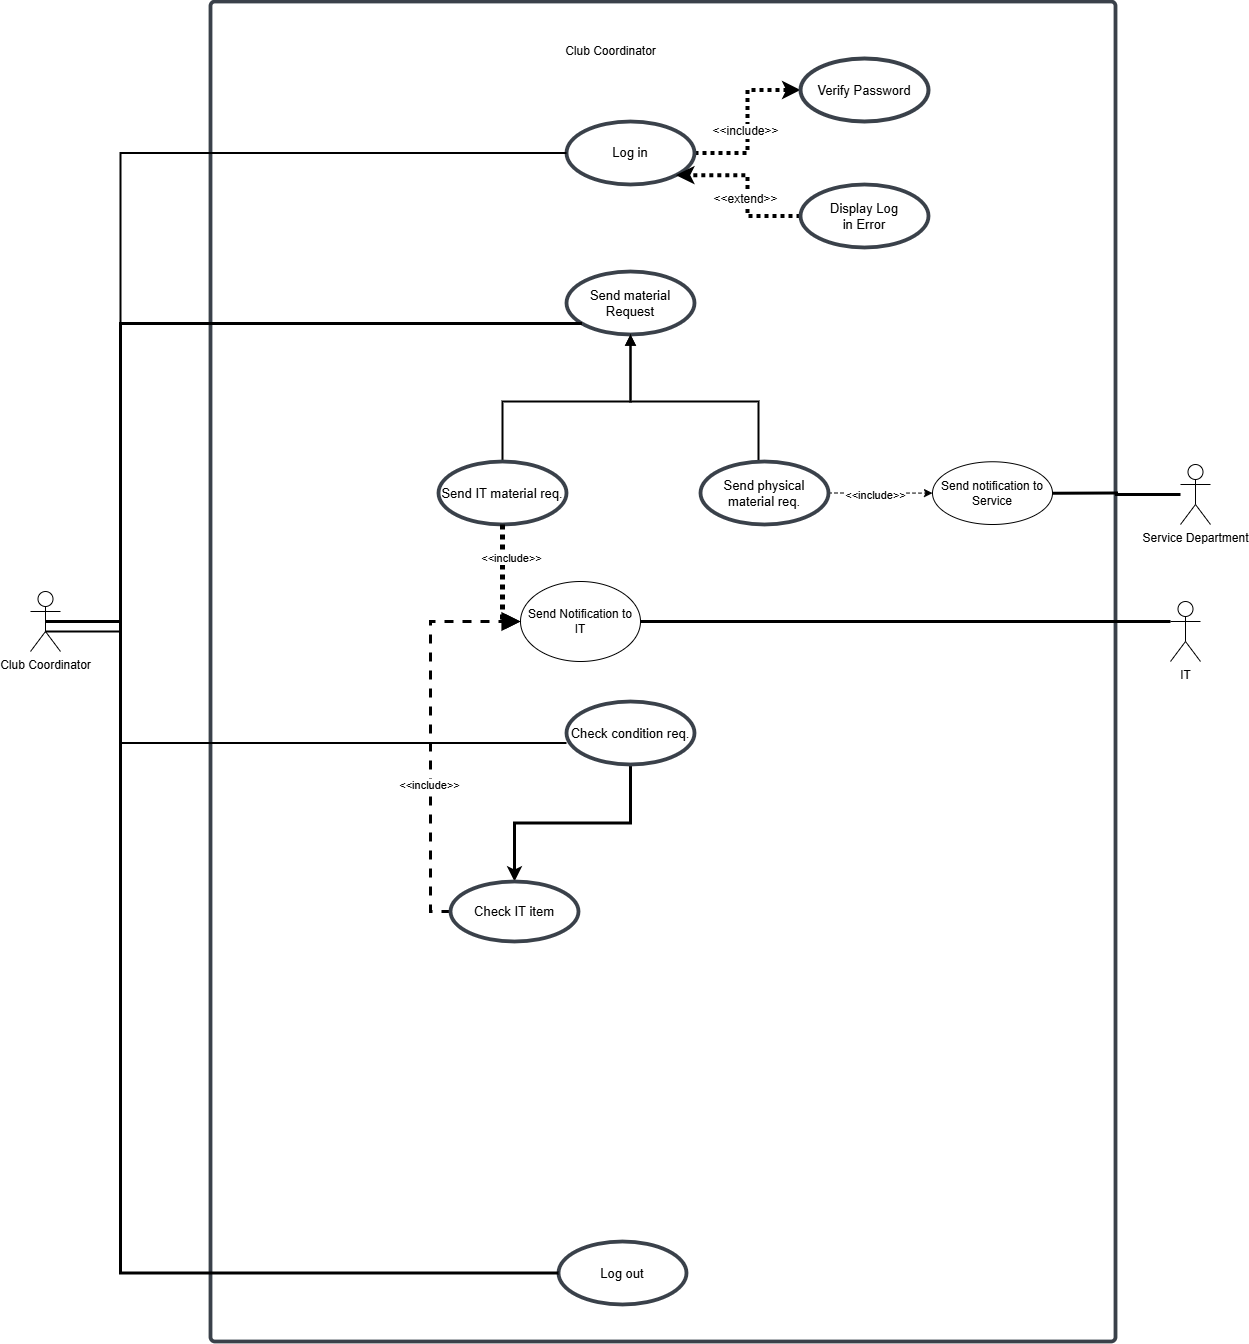 Club Coordinator
Verify Password
<<include>>
Log in
<<extend>>
Display Log
in Error
Send material
Request
Send IT material req.
Send physical
material req.
<<include>>
Send notification to
Service
Service Department
<<include>>
Send Notification to
IT
Club Coordinator
IT
Check condition req.
<<include>>
Check IT item
Log out